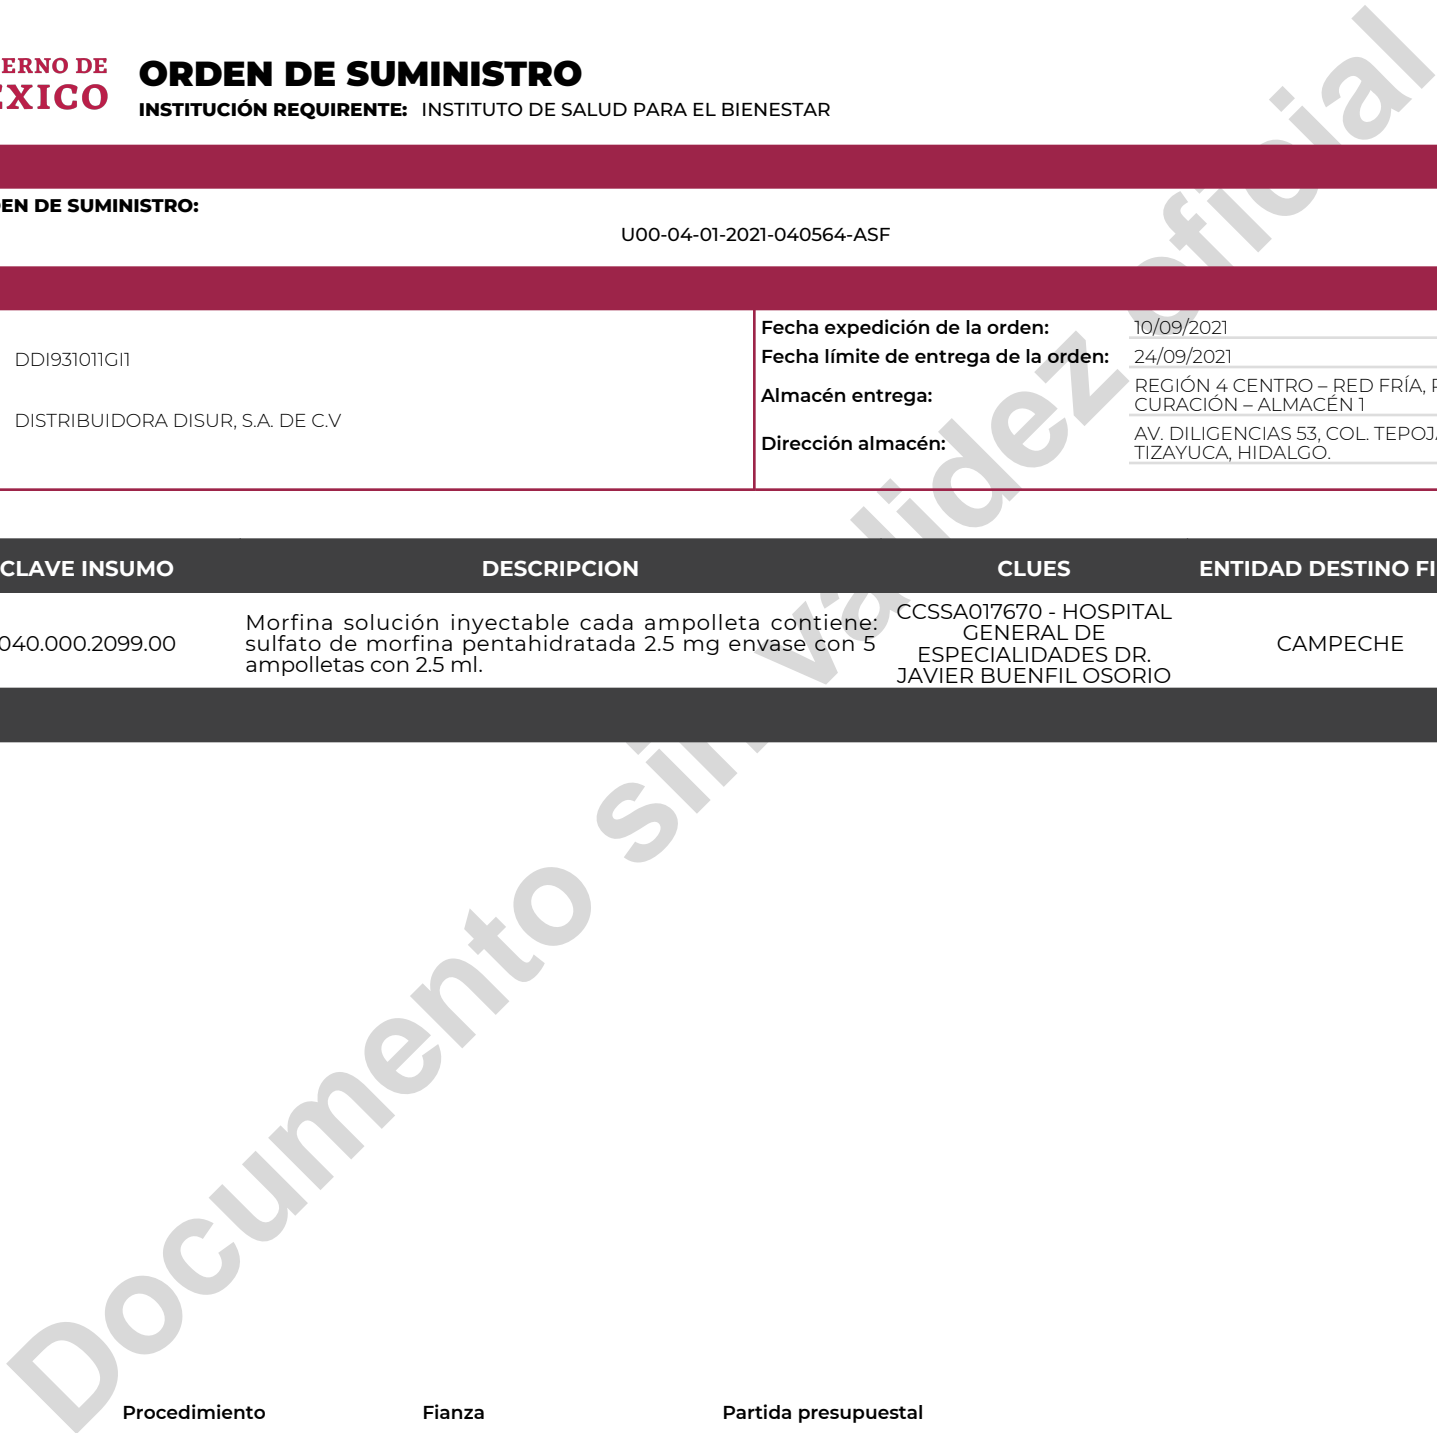 ERNO DE
ÉXICO
ORDEN DE SUMINISTRO
INSTITUCIÓN REQUIRENTE: INSTITUTO DE SALUD PARA EL BIENESTAR
EN DE SUMINISTRO:
U00-04-01-2021-040564-ASF
DDI931011GI1
DISTRIBUIDORA DISUR, S.A. DE C.V
Fecha expedición de la orden: 10/09/2021
Fecha límite de entrega de la orden: 24/09/2021
Almacén entrega: REGIÓN 4 CENTRO – RED FRÍA,
CURACIÓN – ALMACÉN 1
Dirección almacén: AV. DILIGENCIAS 53, COL. TEPOJ
TIZAYUCA, HIDALGO.
CLAVE INSUMO DESCRIPCION CLUES ENTIDAD DESTINO FI
040.000.2099.00
Morfina solución inyectable cada ampolleta contiene:
sulfato de morfina pentahidratada 2.5 mg envase con 5
ampolletas con 2.5 ml.
CCSSA017670 - HOSPITAL
GENERAL DE
ESPECIALIDADES DR.
JAVIER BUENFIL OSORIO
CAMPECHE
Documento sin validez oficial
Procedimiento Fianza Partida presupuestal